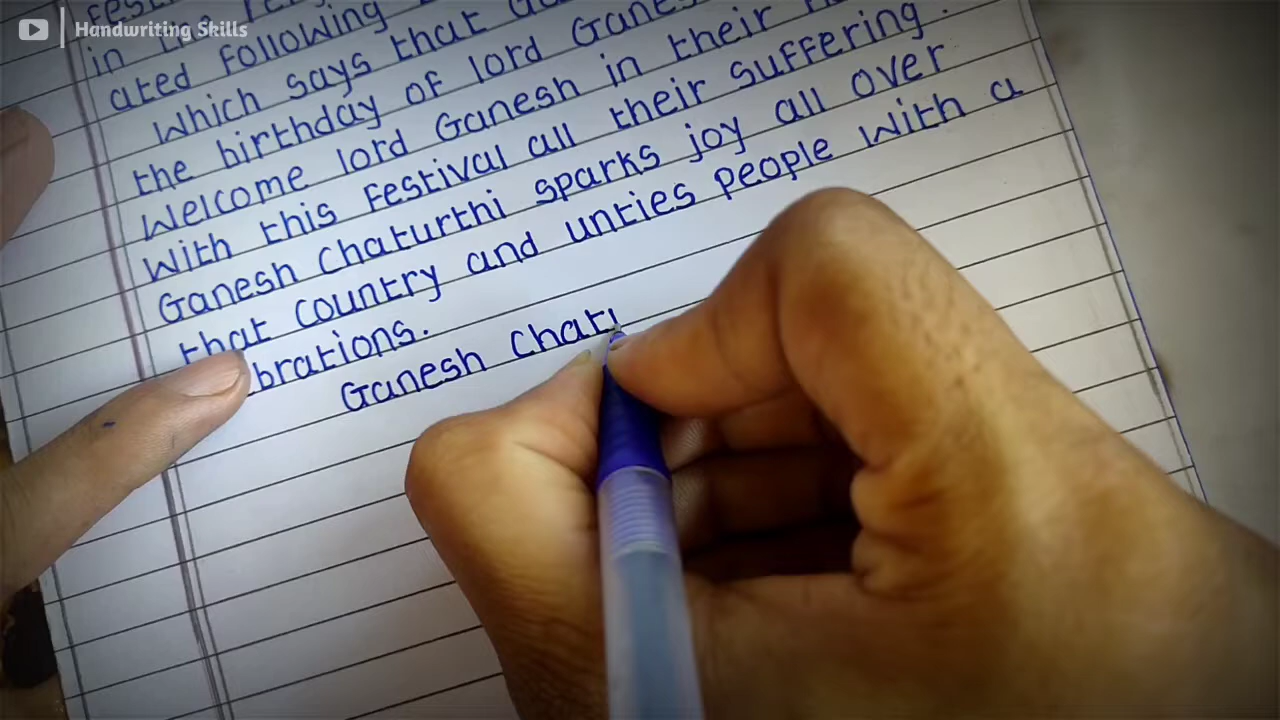 Handwriting Skills
in the
ated following
Which says that
the birthday of lord
Welcome lord Ganesh in their
With this Festival all their suffering.
Ganesh Chaturthi sparks joy all over
that country and unties people with a
brations.
Ganesh Chatu